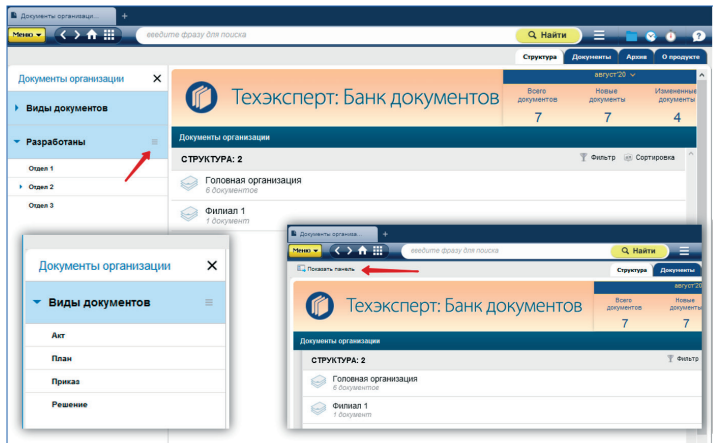 Документы организаци...
Меню
введите фразу для поиска
Найти
Структура
Документы
Архив
О продукте
Документы организации
Виды документов
Разработаны
Отдел 1
Отдел 2
Отдел 3
Техэксперт: Банк документов
август'20
Всего документов
Новые документы
Измененные документы
7
7
4
Документы организации
СТРУКТУРА: 2
Фильтр
Сортировка
Головная организация
6 документов
Филиал 1
1 документ
Документы организации
Виды документов
Акт
План
Приказ
Решение
Документы организа...
Меню
введите фразу для поиска
Найти
Показать панель
Структура
Документы
Техэксперт: Банк документов
август'20
Всего документов
Новые документы
7
7
Документы организации
СТРУКТУРА: 2
Фильтр
Головная организация
6 документов
Филиал 1
1 документ